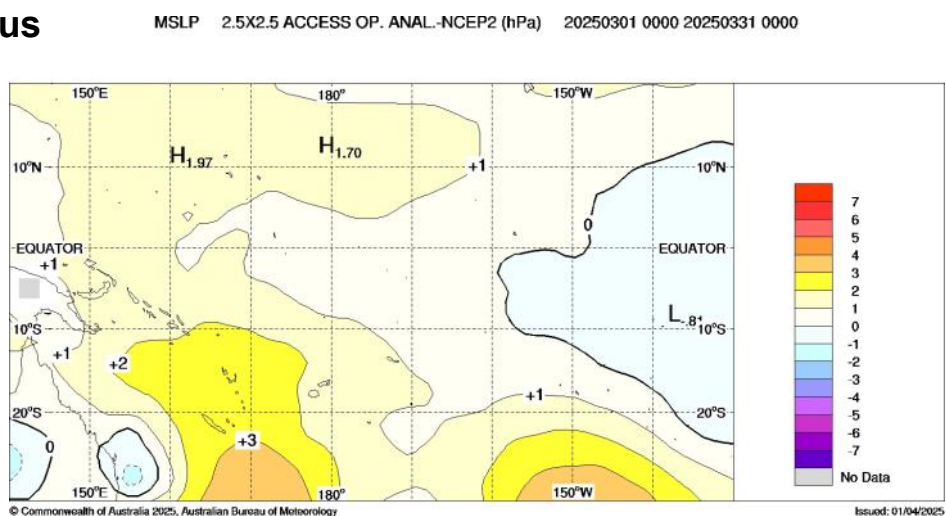 us
MSLP 2.5X2.5 ACCESS OP. ANAL.-NCEP2 (hPa) 20250301 0000 20250331 0000
150°E 180° 150°W
H1.97 H1.70
10°N +1 10°N
0
EQUATOR EQUATOR
+1
L-.81
10°S 10°S
+1 +2
+1
20°S 20°S
0 +3
150°E 180° 150°W
7
6
5
4
3
2
1
0
-1
-2
-3
-4
-5
-6
-7
No Data
© Commonwealth of Australia 2025, Australian Bureau of Meteorology Issued: 01/04/2025